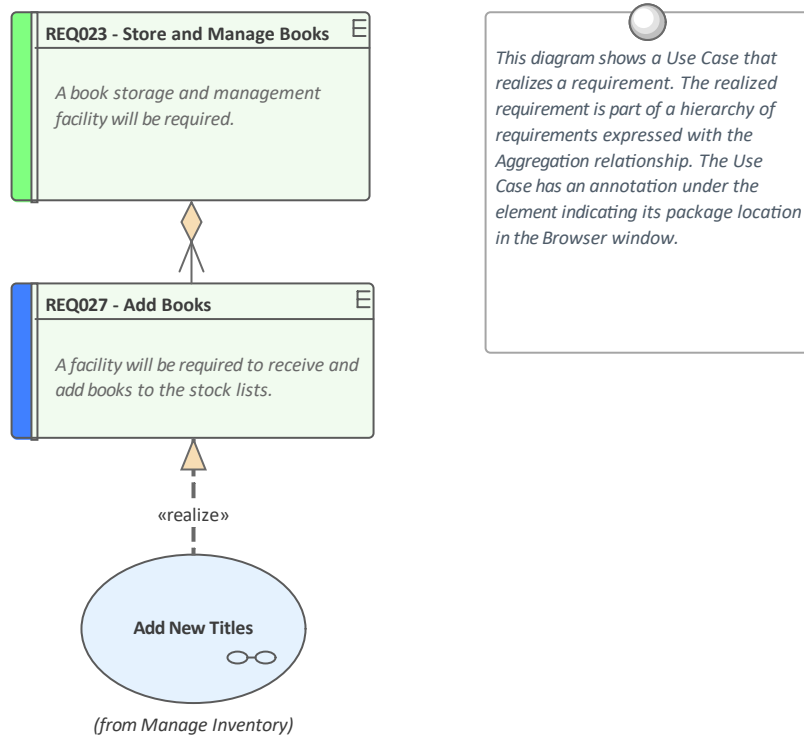 REQ023 - Store and Manage Books
E
A book storage and management
facility will be required.
This diagram shows a Use Case that
realizes a requirement. The realized
requirement is part of a hierarchy of
requirements expressed with the
Aggregation relationship. The Use
Case has an annotation under the
element indicating its package location
in the Browser window.
REQ027 - Add Books
E
A facility will be required to receive and
add books to the stock lists.
«realize»
Add New Titles
(from Manage Inventory)